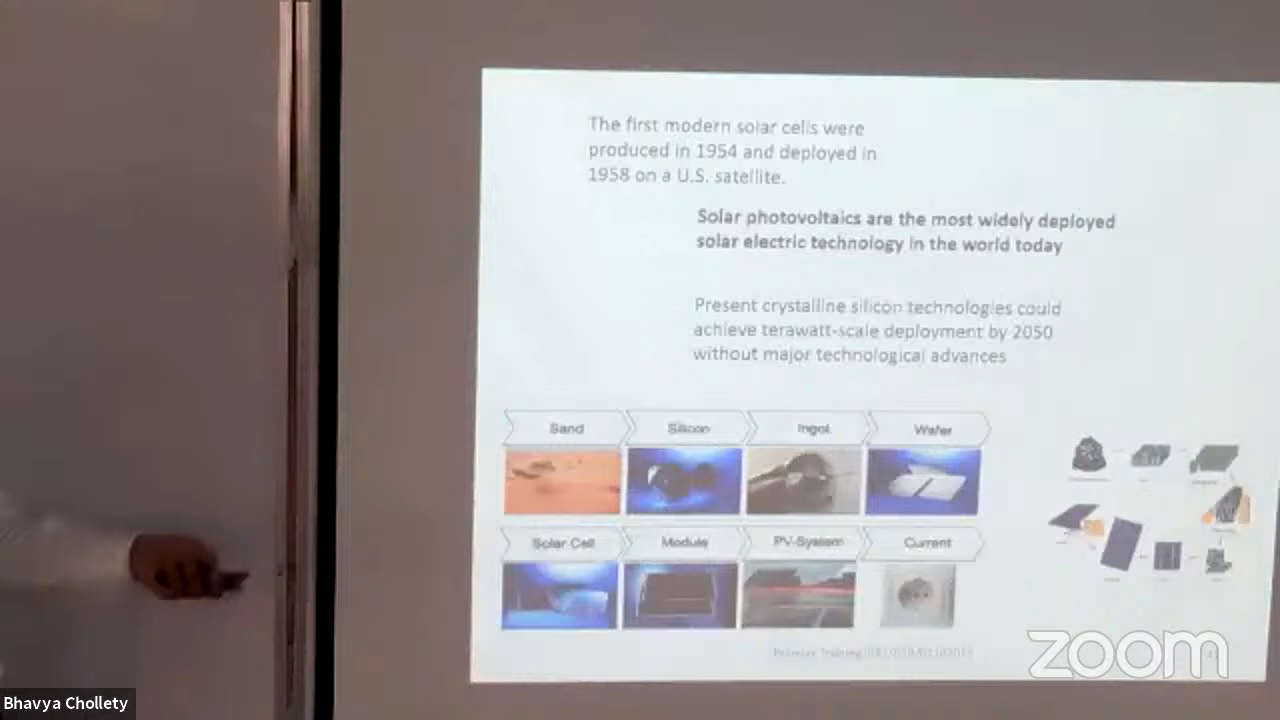 The first modern solar cells were
produced in 1954 and deployed in
1958 on a U.S. satellite.
Solar photovoltaics are the most widely deployed
solar electric technology in the world today
Present crystalline silicon technologies could
achieve terawatt-scale deployment by 2050
without major technological advances
Sand Silicon Ingot Wafer
Solar Cell Module PV-System Current
zoom
Bhavya Chollety